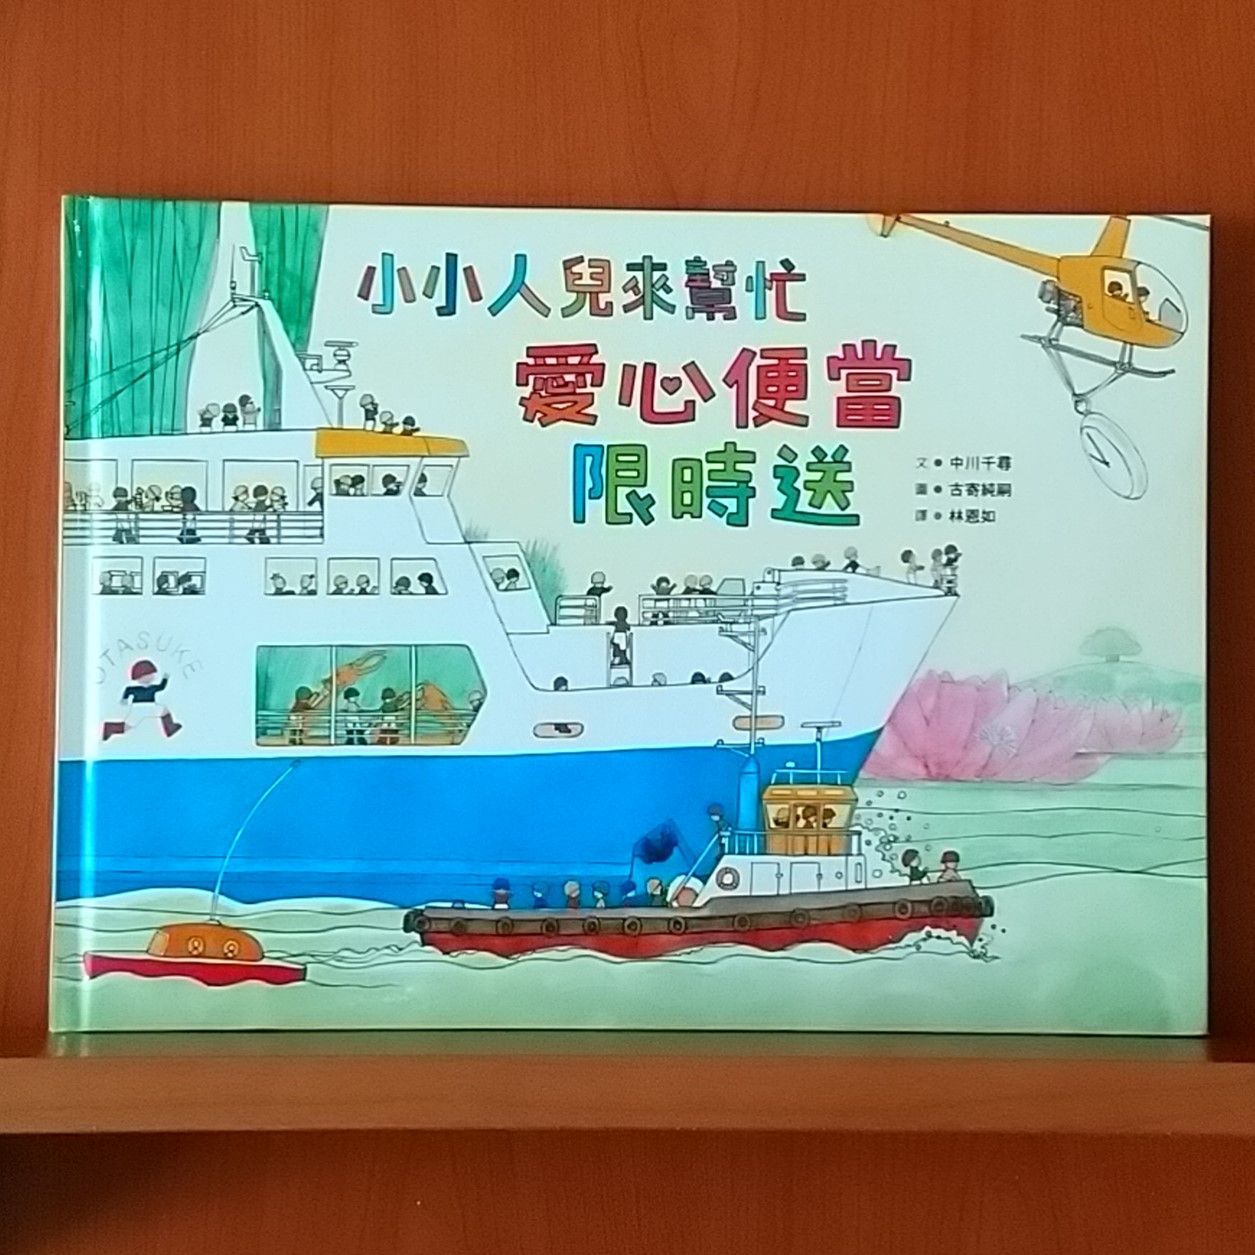 小小人兒來幫忙
愛心便當
限時送
文●中川千尋
圖●古寄純嗣
譯●林恩如
OTASUKE